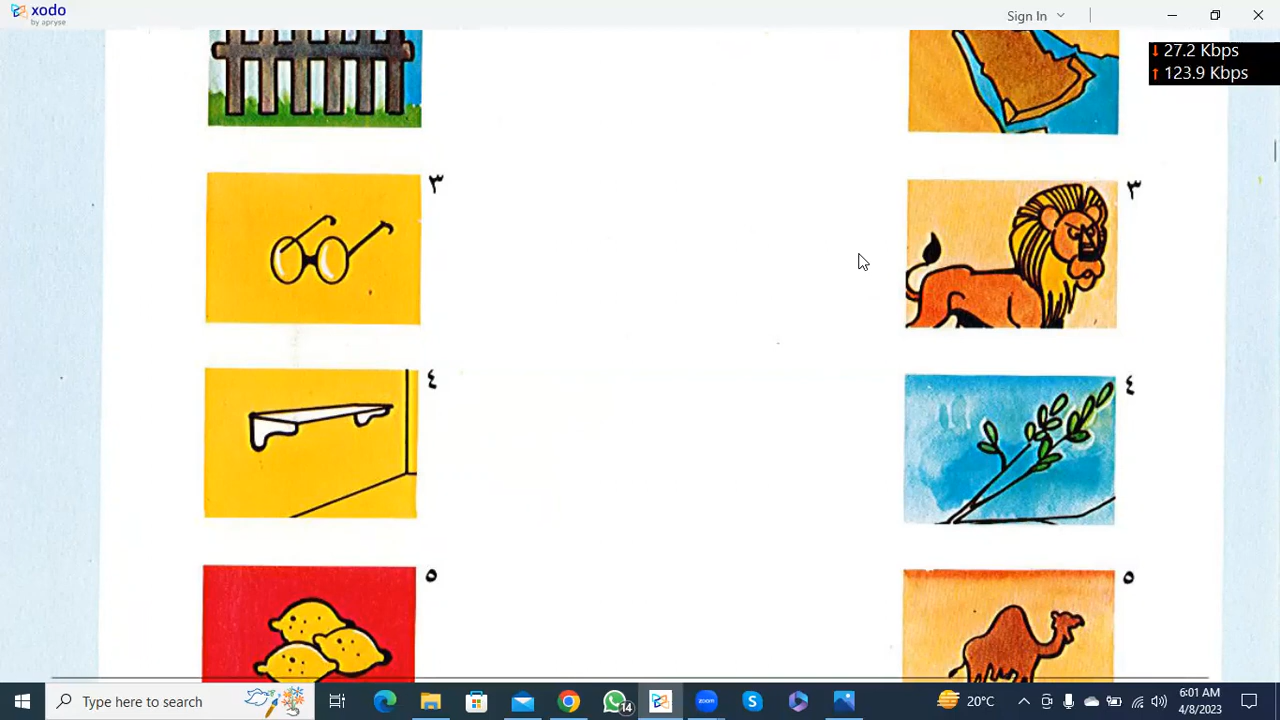 xodo
by apryse
Sign In
27.2 Kbps
123.9 Kbps
٣
٣
٤
٤
٥
٥
Type here to search
14
zoom
20°C
6:01 AM
4/8/2023